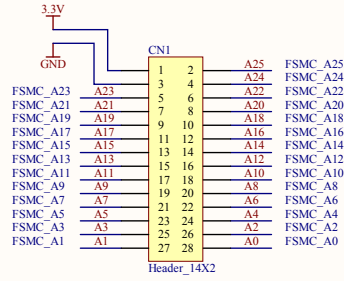 3.3V
GND
CN1
1 2 A25 FSMC_A25
3 4 A24 FSMC_A24
FSMC_A23 A23 5 6 A22 FSMC_A22
FSMC_A21 A21 7 8 A20 FSMC_A20
FSMC_A19 A19 9 10 A18 FSMC_A18
FSMC_A17 A17 11 12 A16 FSMC_A16
FSMC_A15 A15 13 14 A14 FSMC_A14
FSMC_A13 A13 15 16 A12 FSMC_A12
FSMC_A11 A11 17 18 A10 FSMC_A10
FSMC_A9 A9 19 20 A8 FSMC_A8
FSMC_A7 A7 21 22 A6 FSMC_A6
FSMC_A5 A5 23 24 A4 FSMC_A4
FSMC_A3 A3 25 26 A2 FSMC_A2
FSMC_A1 A1 27 28 A0 FSMC_A0
Header_14X2